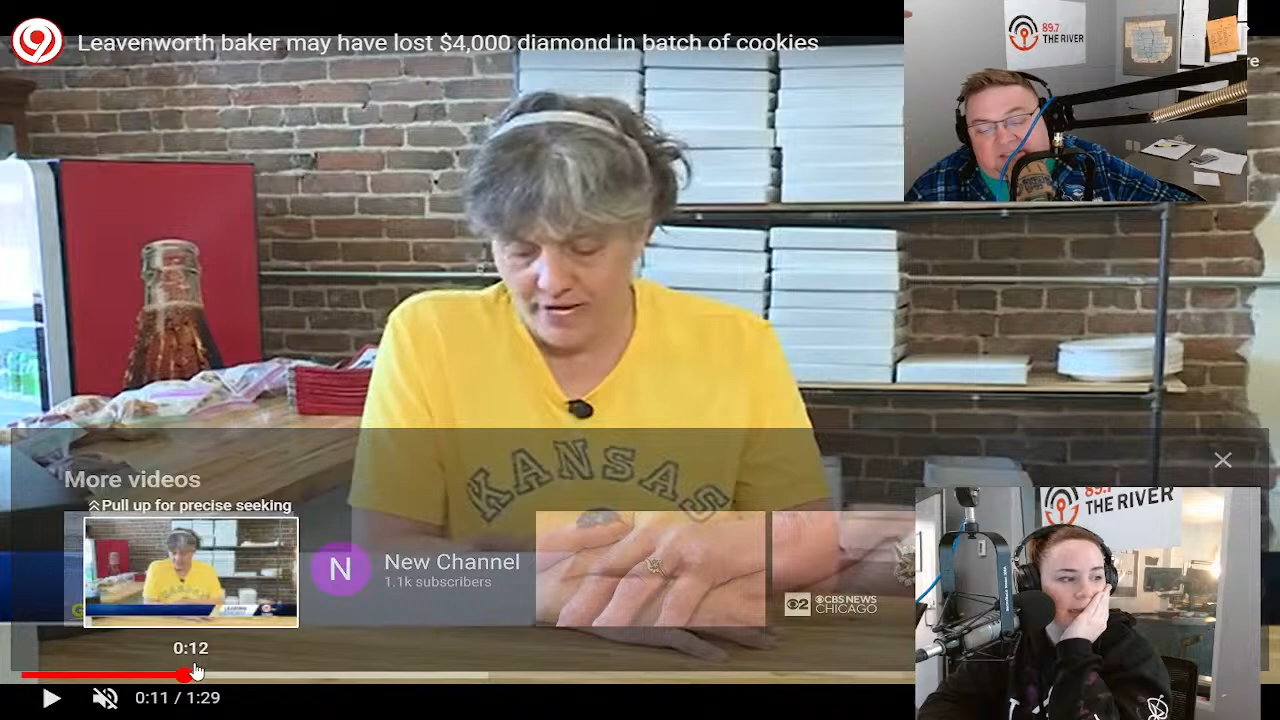 9
Leavenworth baker may have lost $4,000 diamond in batch of cookies
89.7
THE RIVER
re
KANSAS
More videos
Pull up for precise seeking
N
New Channel
1.1k subscribers
2 CBS NEWS
CHICAGO
0:12
0:11 / 1:29
89.7
THE RIVER